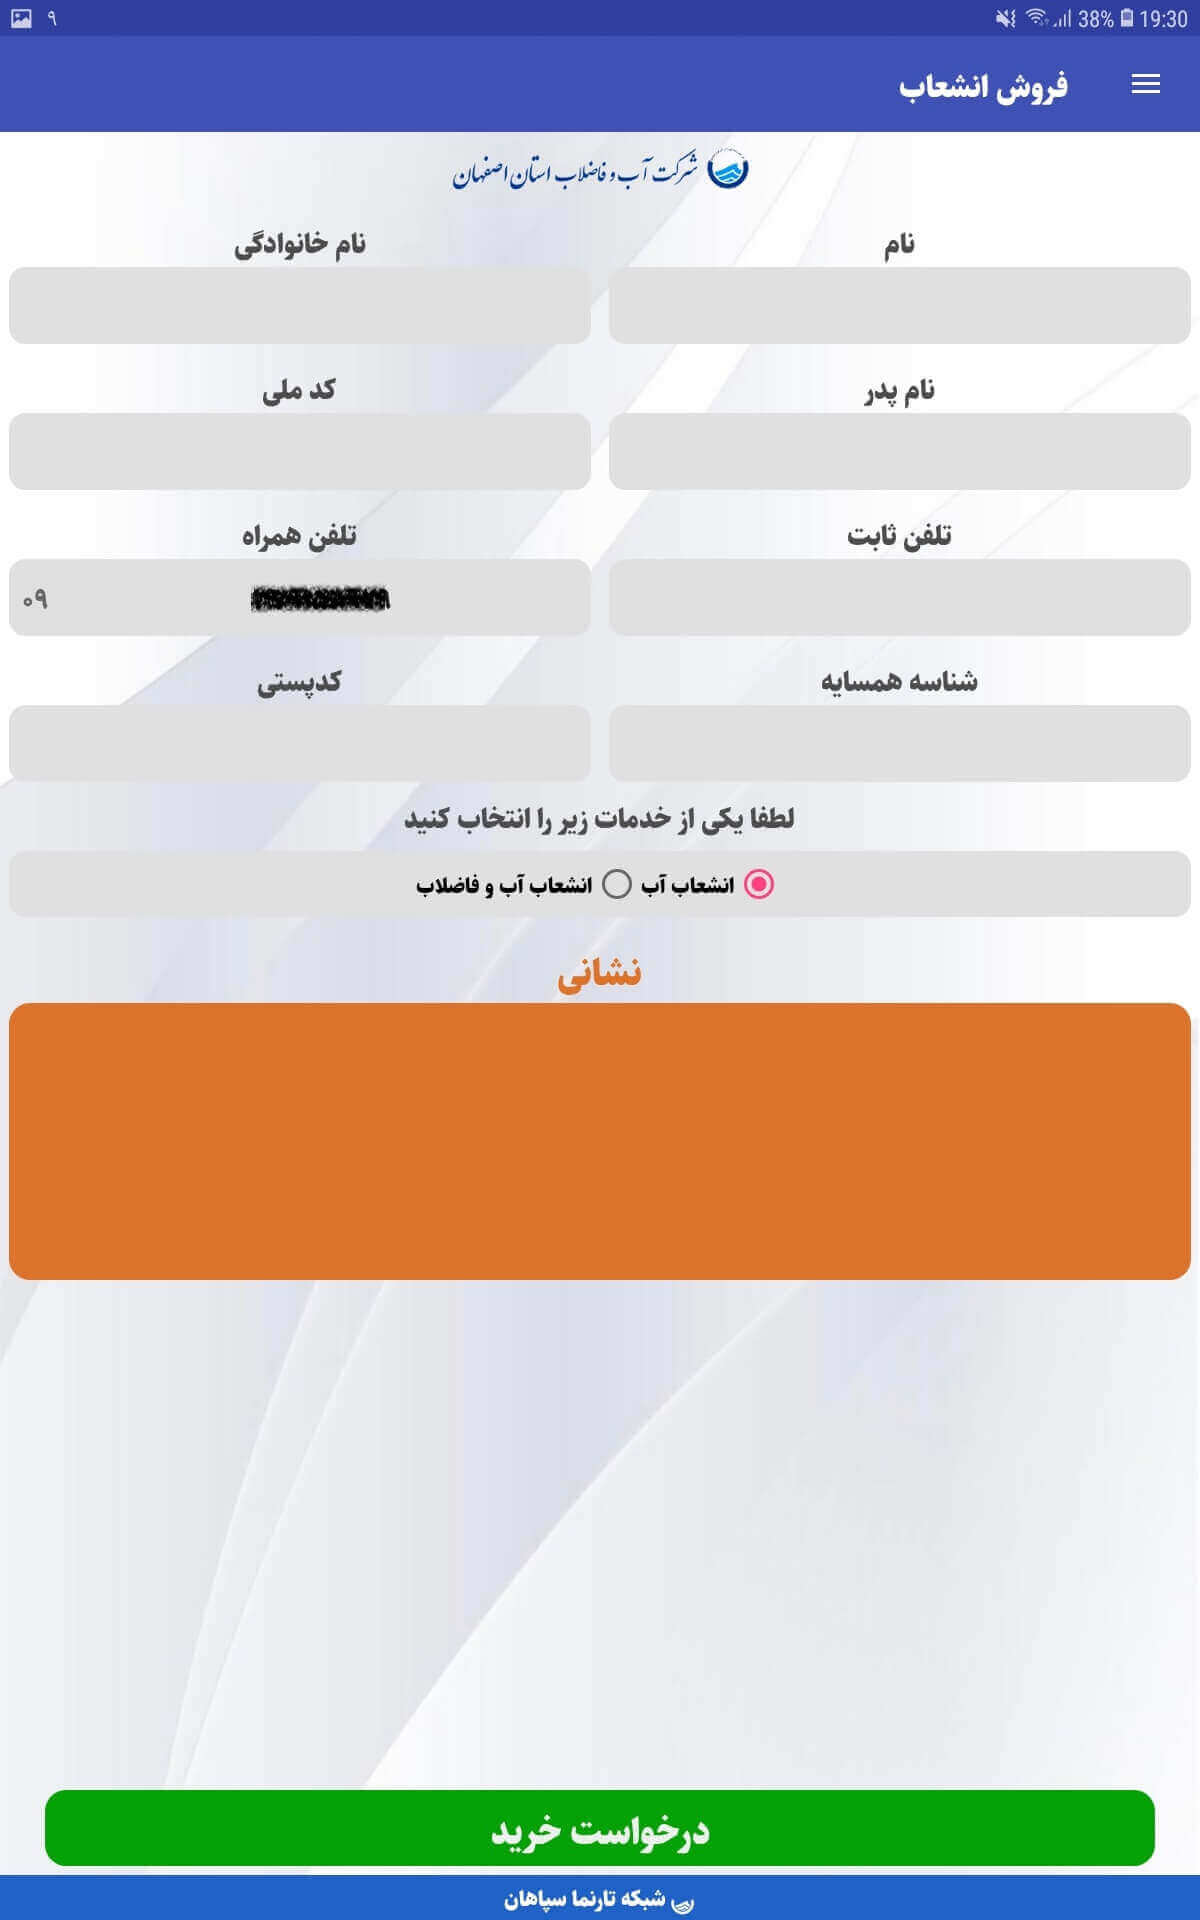 ۹ 38% 19:30
فروش انشعاب
شرکت آب و فاضلاب استان اصفهان
نام نام خانوادگی
نام پدر کد ملی
تلفن ثابت تلفن همراه
۰۹
شناسه همسایه کدپستی
لطفا یکی از خدمات زیر را انتخاب کنید
انشعاب آب انشعاب آب و فاضلاب
نشانی
درخواست خرید
شبکه تارنما سپاهان